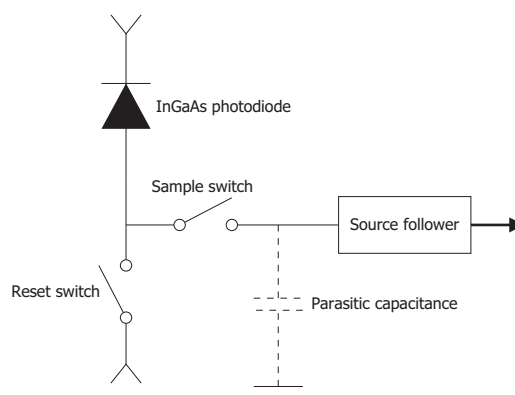 InGaAs photodiode
Sample switch
Source follower
Reset switch
Parasitic capacitance